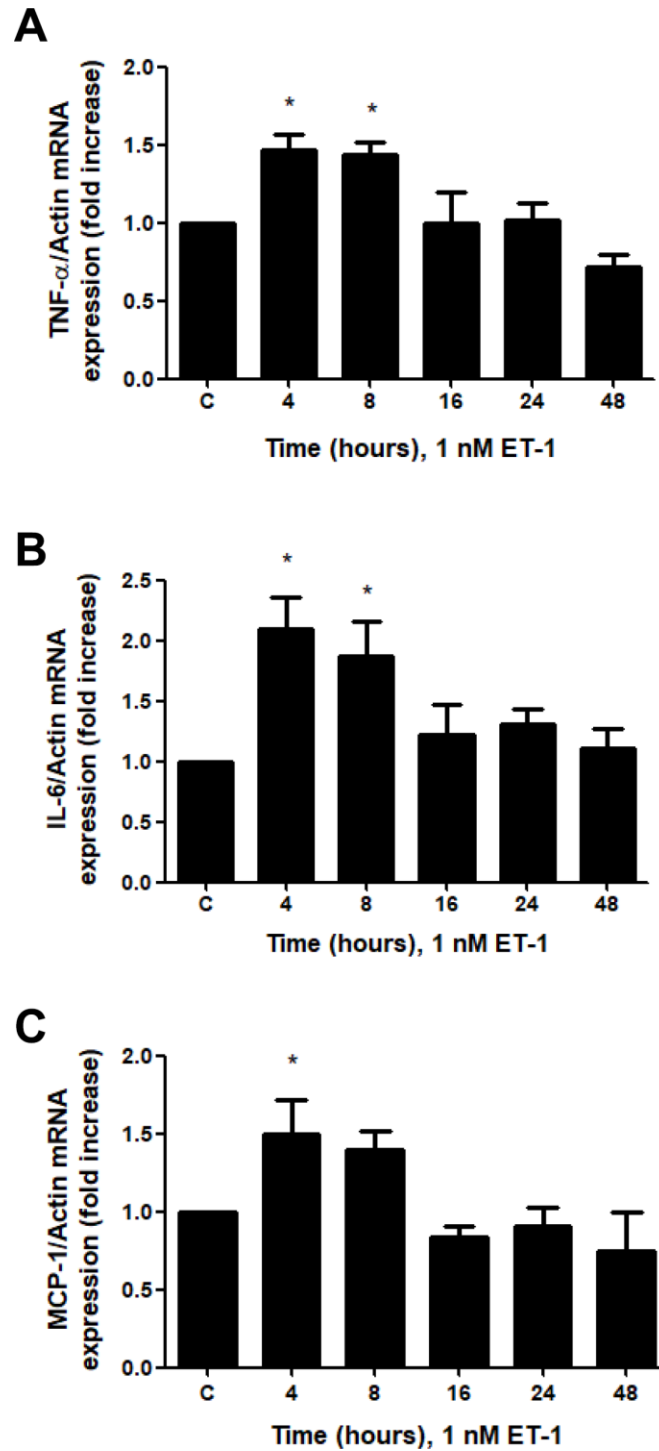 A
TNF-α/Actin mRNA
expression (fold increase)
2.0
1.5
1.0
0.5
0.0
* *
C 4 8 16 24 48
Time (hours), 1 nM ET-1
B
IL-6/Actin mRNA
expression (fold increase)
2.5
2.0
1.5
1.0
0.5
0.0
* *
C 4 8 16 24 48
Time (hours), 1 nM ET-1
C
MCP-1/Actin mRNA
expression (fold increase)
2.0
1.5
1.0
0.5
0.0
*
C 4 8 16 24 48
Time (hours), 1 nM ET-1